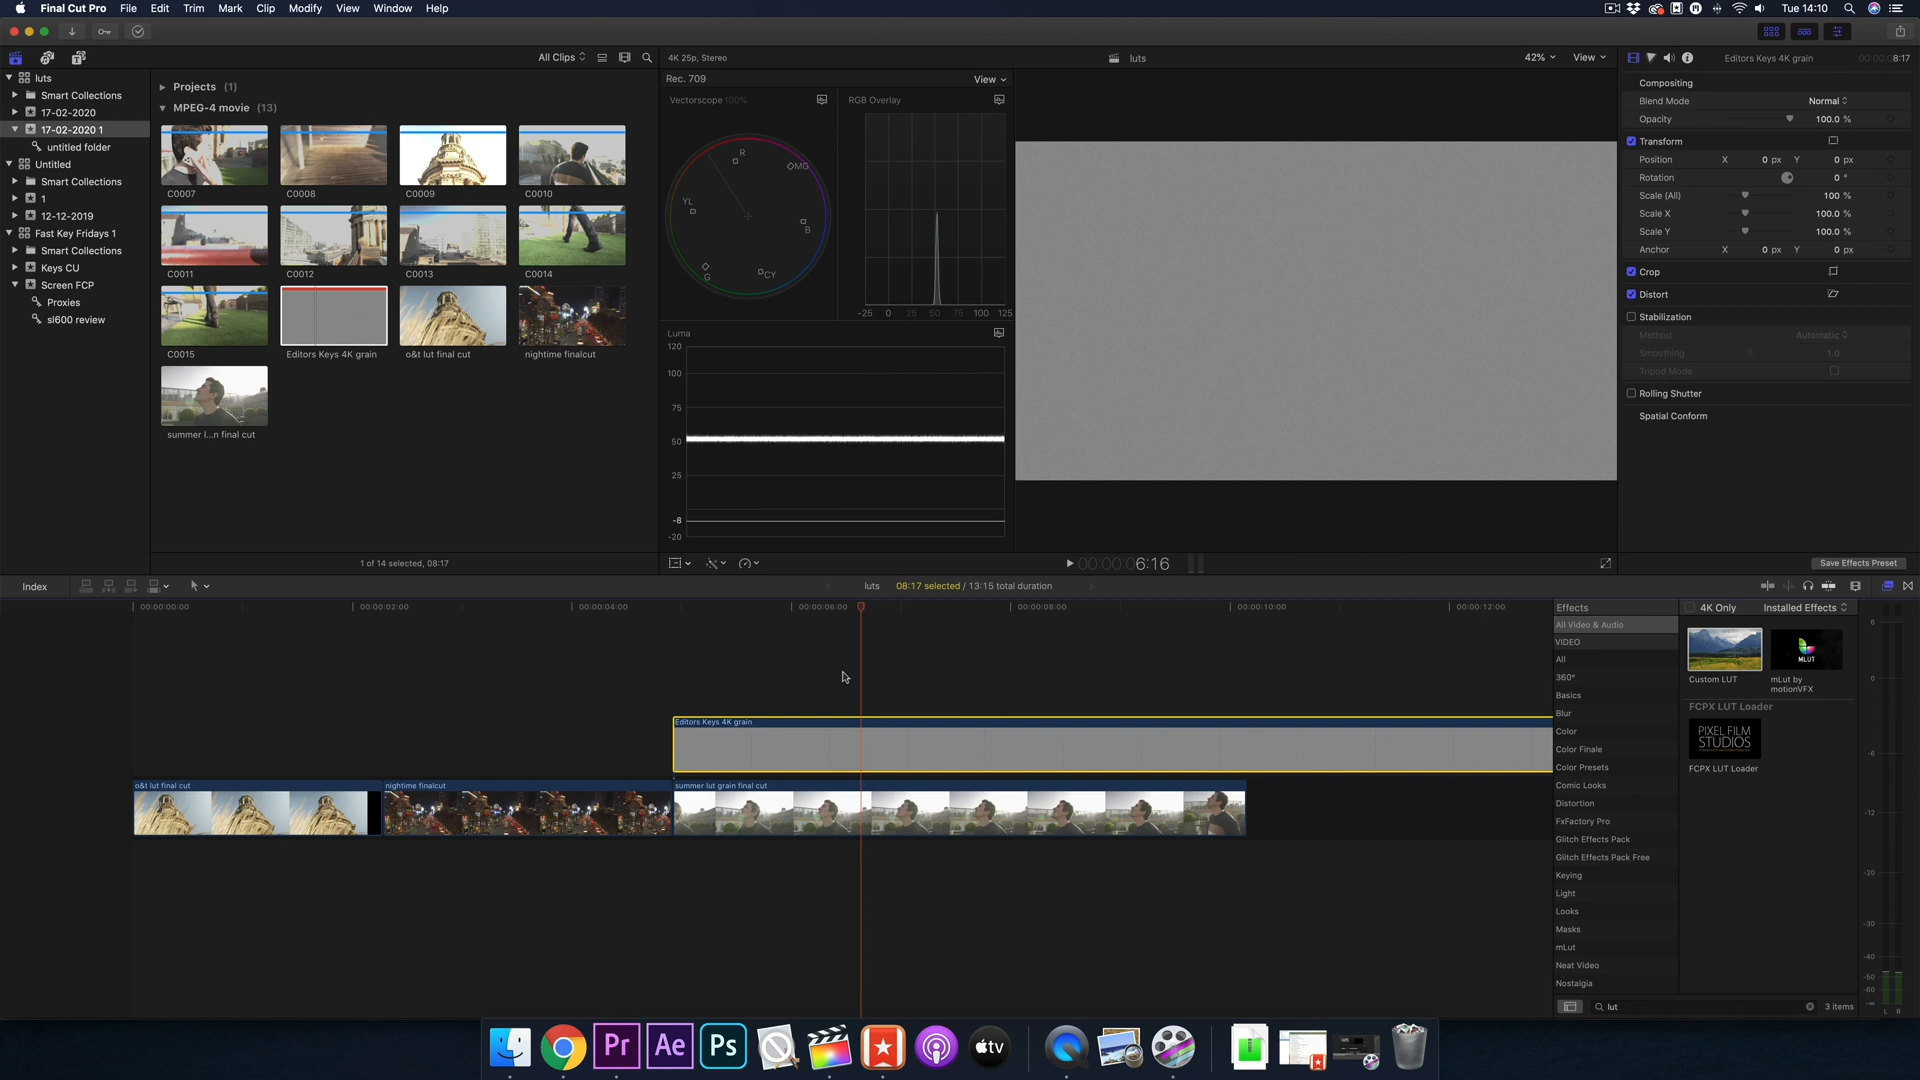 Final Cut Pro File Edit Trim Mark Clip Modify View Window Help
Tue 14:10
All Clips
4K 25p, Stereo
luts
42%
View
Editors Keys 4K grain
8:17
luts
Smart Collections
17-02-2020
17-02-2020 1
untitled folder
Untitled
Smart Collections
1
12-12-2019
Fast Key Fridays 1
Smart Collections
Keys CU
Screen FCP
Proxies
sl600 review
Projects (1)
MPEG-4 movie (13)
C0007
C0008
C0009
C0010
C0011
C0012
C0013
C0014
C0015
Editors Keys 4K grain
o&t lut final cut
nightime finalcut
summer l...n final cut
1 of 14 selected, 08:17
Rec. 709
View
Vectorscope 100%
R
MG
YL
B
G
CY
RGB Overlay
-25 0 25 50 75 100 125
Luma
120
100
75
50
25
-8
-20
00:00:00:06:16
Compositing
Blend Mode Normal
Opacity 100.0 %
Transform
Position X 0 px Y 0 px
Rotation 0 °
Scale (All) 100 %
Scale X 100.0 %
Scale Y 100.0 %
Anchor X 0 px Y 0 px
Crop
Distort
Stabilization
Method Automatic
Smoothing 1.0
Tripod Mode
Rolling Shutter
Spatial Conform
Save Effects Preset
Index
luts 08:17 selected / 13:15 total duration
00:00:00:00
00:00:02:00
00:00:04:00
00:00:06:00
00:00:08:00
00:00:10:00
00:00:12:00
Editors Keys 4K grain
o&t lut final cut
nightime finalcut
summer lut grain final cut
Effects
4K Only
Installed Effects
All Video & Audio
VIDEO
All
360°
Basics
Blur
Color
Color Finale
Color Presets
Comic Looks
Distortion
FxFactory Pro
Glitch Effects Pack
Glitch Effects Pack Free
Keying
Light
Looks
Masks
mLut
Neat Video
Nostalgia
Custom LUT
MLUT
mLut by
motionVFX
FCPX LUT Loader
PIXEL FILM
STUDIOS
FCPX LUT Loader
lut
3 items
6
0
-6
-12
-20
-30
-40
-50
-60
L R
Pr
Ae
Ps
tv